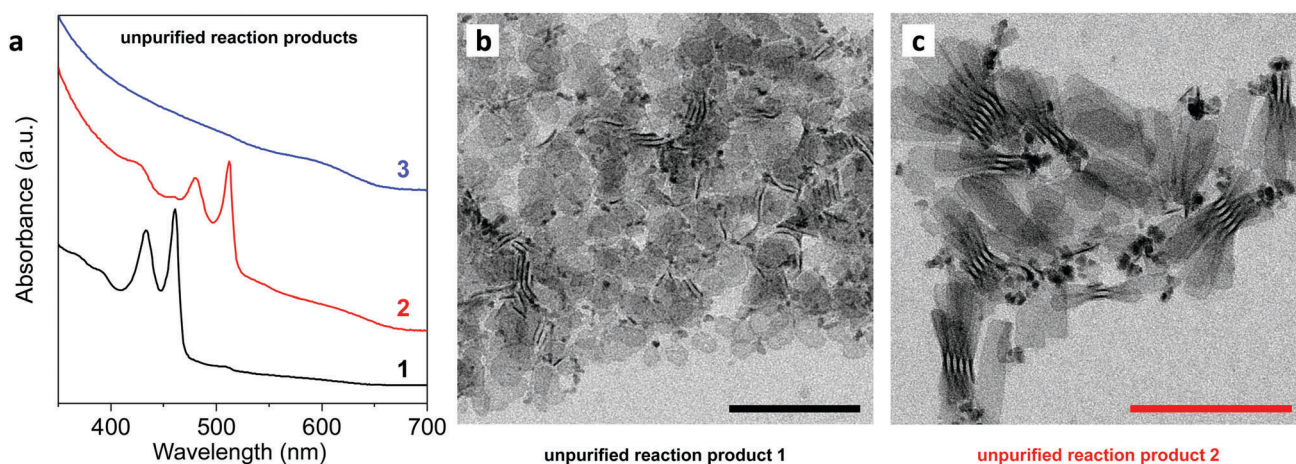 a
unpurified reaction products
3
2
1
Absorbance (a.u.)
400 500 600 700
Wavelength (nm)
b
unpurified reaction product 1
c
unpurified reaction product 2